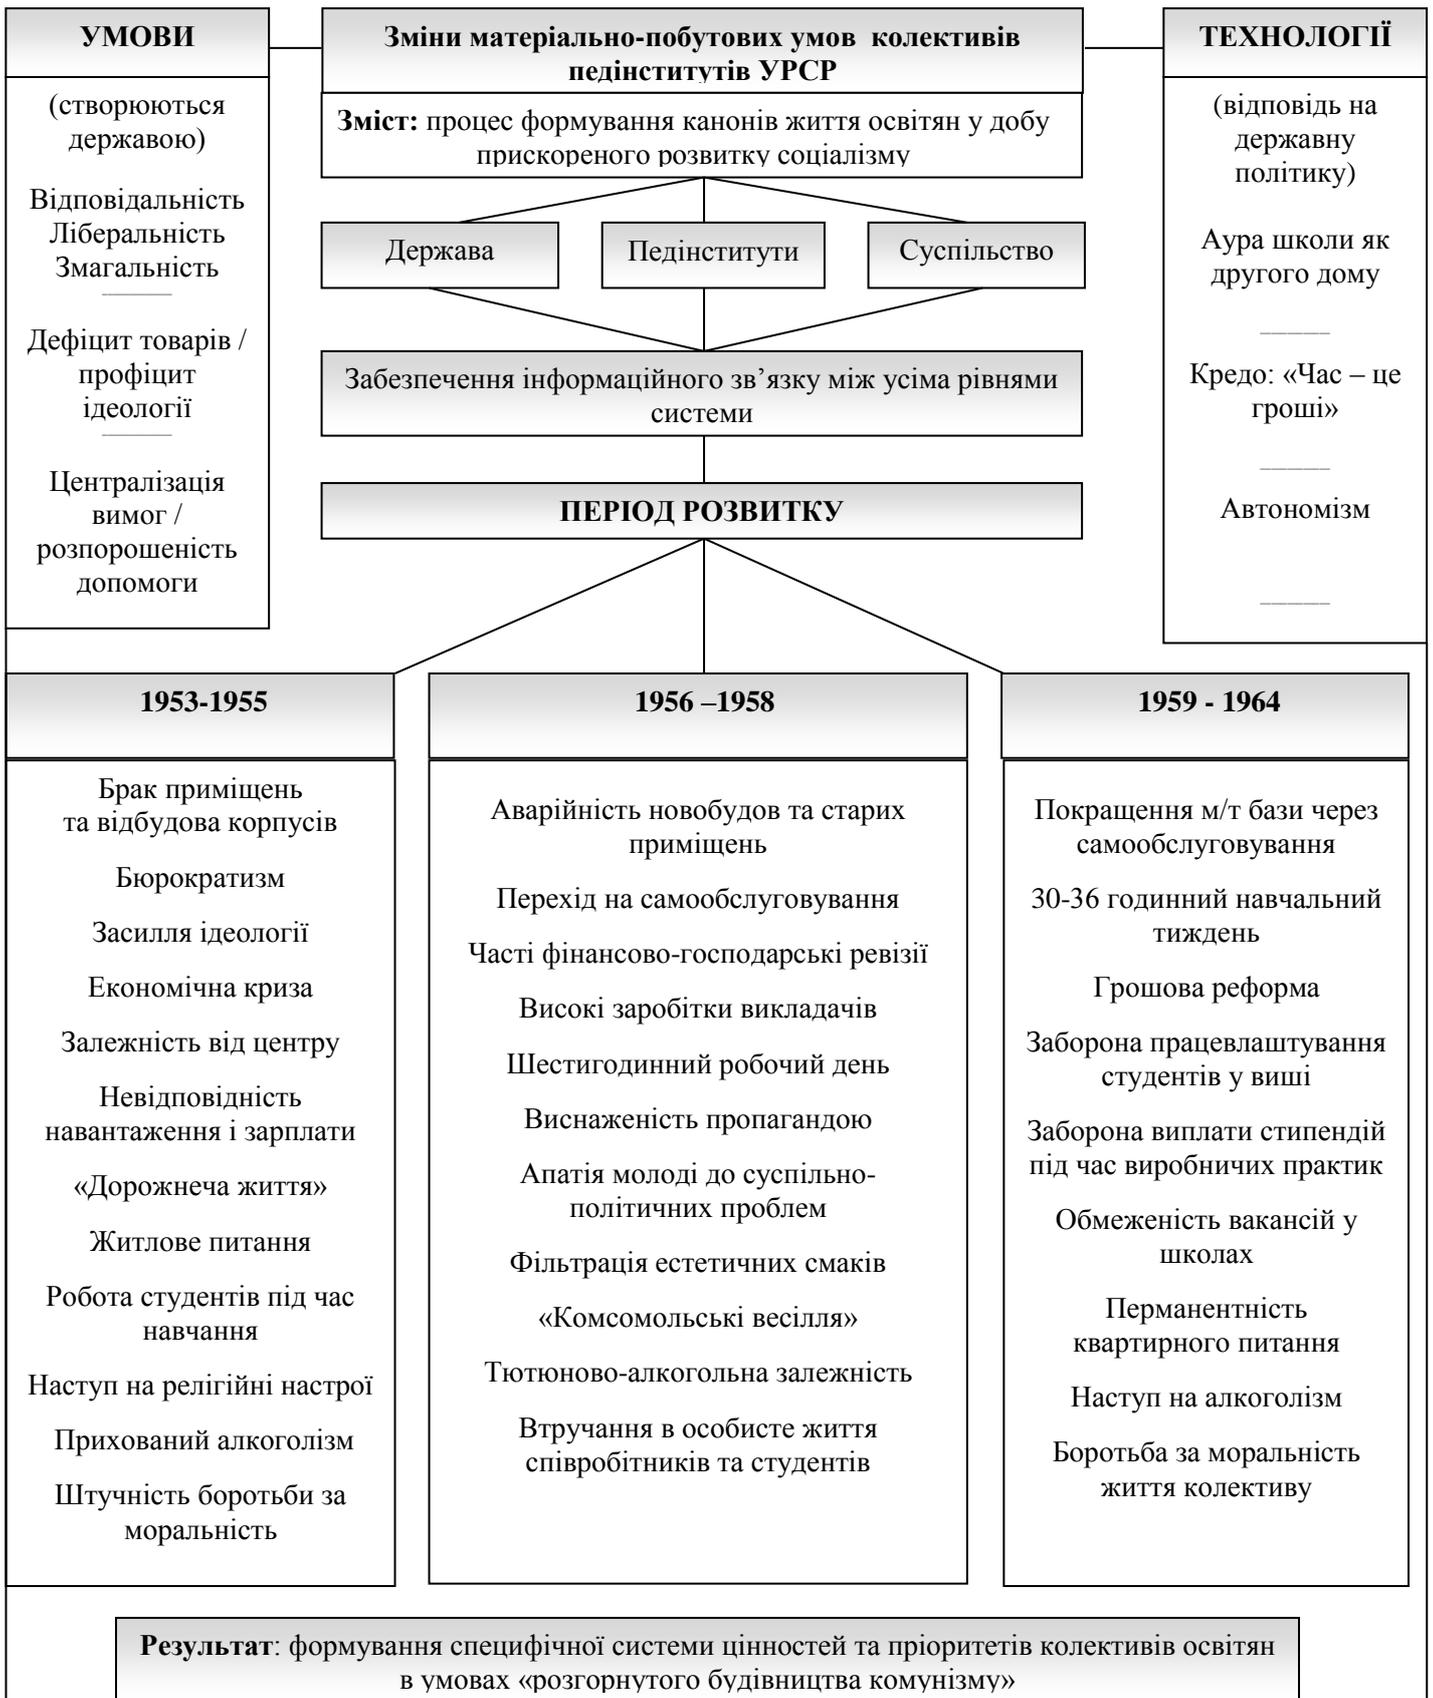 УМОВИ
(створюються
державою)
Відповідальність
Ліберальність
Змагальність
Дефіцит товарів /
профіцит
ідеології
Централізація
вимог /
розпорошеність
допомоги
Зміни матеріально-побутових умов колективів
педінститутів УРСР
Зміст: процес формування канонів життя освітян у добу
прискореного розвитку соціалізму
Держава
Педінститути
Суспільство
Забезпечення інформаційного зв’язку між усіма рівнями
системи
ПЕРІОД РОЗВИТКУ
ТЕХНОЛОГІЇ
(відповідь на
державну
політику)
Аура школи як
другого дому
Кредо: «Час – це
гроші»
Автономізм
1953-1955
Брак приміщень
та відбудова корпусів
Бюрократизм
Засилля ідеології
Економічна криза
Залежність від центру
Невідповідність
навантаження і зарплати
«Дорожнеча життя»
Житлове питання
Робота студентів під час
навчання
Наступ на релігійні настрої
Прихований алкоголізм
Штучність боротьби за
моральність
1956 –1958
Аварійність новобудов та старих
приміщень
Перехід на самообслуговування
Часті фінансово-господарські ревізії
Високі заробітки викладачів
Шестигодинний робочий день
Виснаженість пропагандою
Апатія молоді до суспільно-
політичних проблем
Фільтрація естетичних смаків
«Комсомольські весілля»
Тютюново-алкогольна залежність
Втручання в особисте життя
співробітників та студентів
1959 - 1964
Покращення м/т бази через
самообслуговування
30-36 годинний навчальний
тиждень
Грошова реформа
Заборона працевлаштування
студентів у виші
Заборона виплати стипендій
під час виробничих практик
Обмеженість вакансій у
школах
Перманентність
квартирного питання
Наступ на алкоголізм
Боротьба за моральність
життя колективу
Результат: формування специфічної системи цінностей та пріоритетів колективів освітян
в умовах «розгорнутого будівництва комунізму»